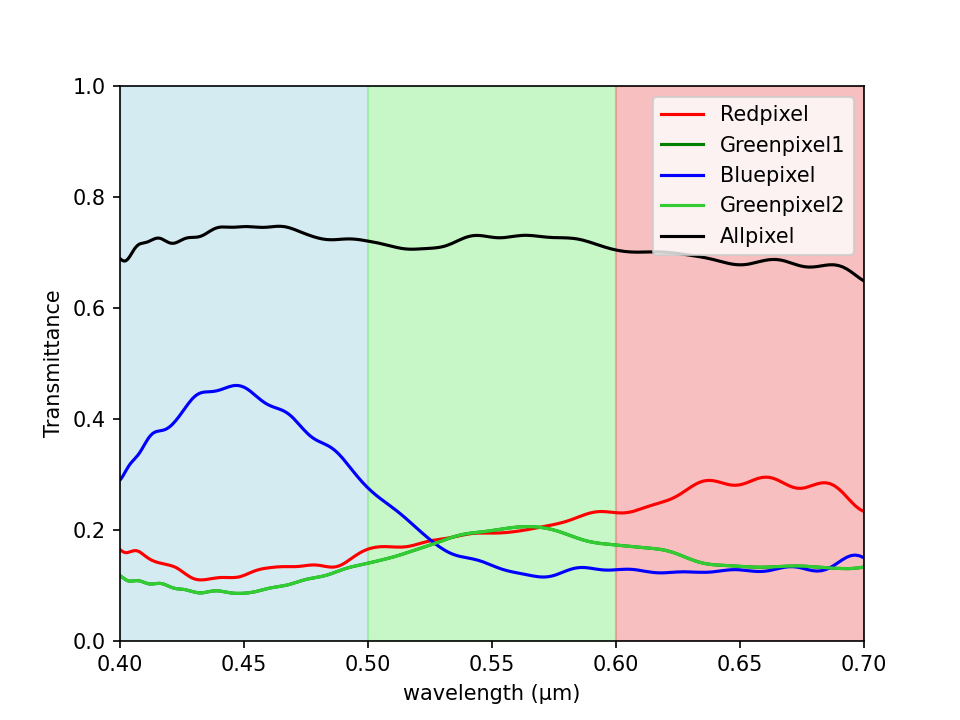 1.0
0.8
0.6
0.4
0.2
0.0
Transmittance
Redpixel
Greenpixel1
Bluepixel
Greenpixel2
Allpixel
0.40 0.45 0.50 0.55 0.60 0.65 0.70
wavelength (μm)